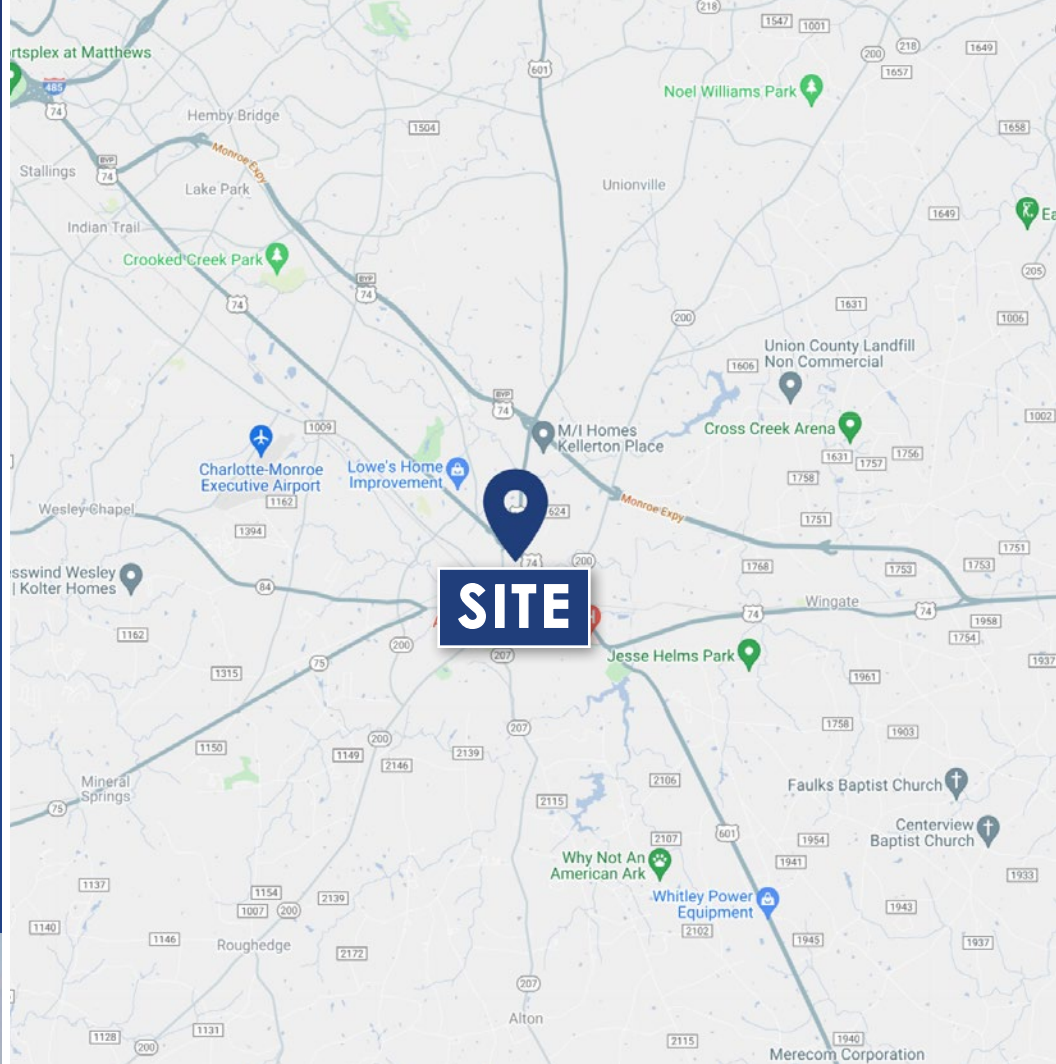 218
1547
1001
rtsplex at Matthews
601
200
218
1649
1657
485
74
Noel Williams Park
Hemby Bridge
1504
1658
BYP
74
Monroe Expy
Stallings
Lake Park
Unionville
Indian Trail
1649
Ea
Crooked Creek Park
205
BYP
74
74
200
1631
1006
Union County Landfill
Non Commercial
1606
BYP
74
1002
1009
M/I Homes
Kellerton Place
Cross Creek Arena
1631
1757
1756
Charlotte-Monroe
Executive Airport
Lowe's Home
Improvement
1758
1162
Wesley Chapel
624
Monroe Expy
1751
1394
1751
74
200
1768
1753
1753
sswind Wesley
| Kolter Homes
84
SITE
Wingate
74
74
1958
1162
1754
200
207
Jesse Helms Park
1937
75
1315
1961
207
1758
1903
200
1150
1149
2139
2146
Mineral
Springs
2106
Faulks Baptist Church
75
2115
601
Centerview
Baptist Church
2107
1954
Why Not An
American Ark
1941
1933
1137
1154
2139
Whitley Power
Equipment
1007
200
1943
1140
1146
2102
1945
1937
Roughedge
2172
207
Alton
1131
1128
200
2115
1940
Merecom Corporation